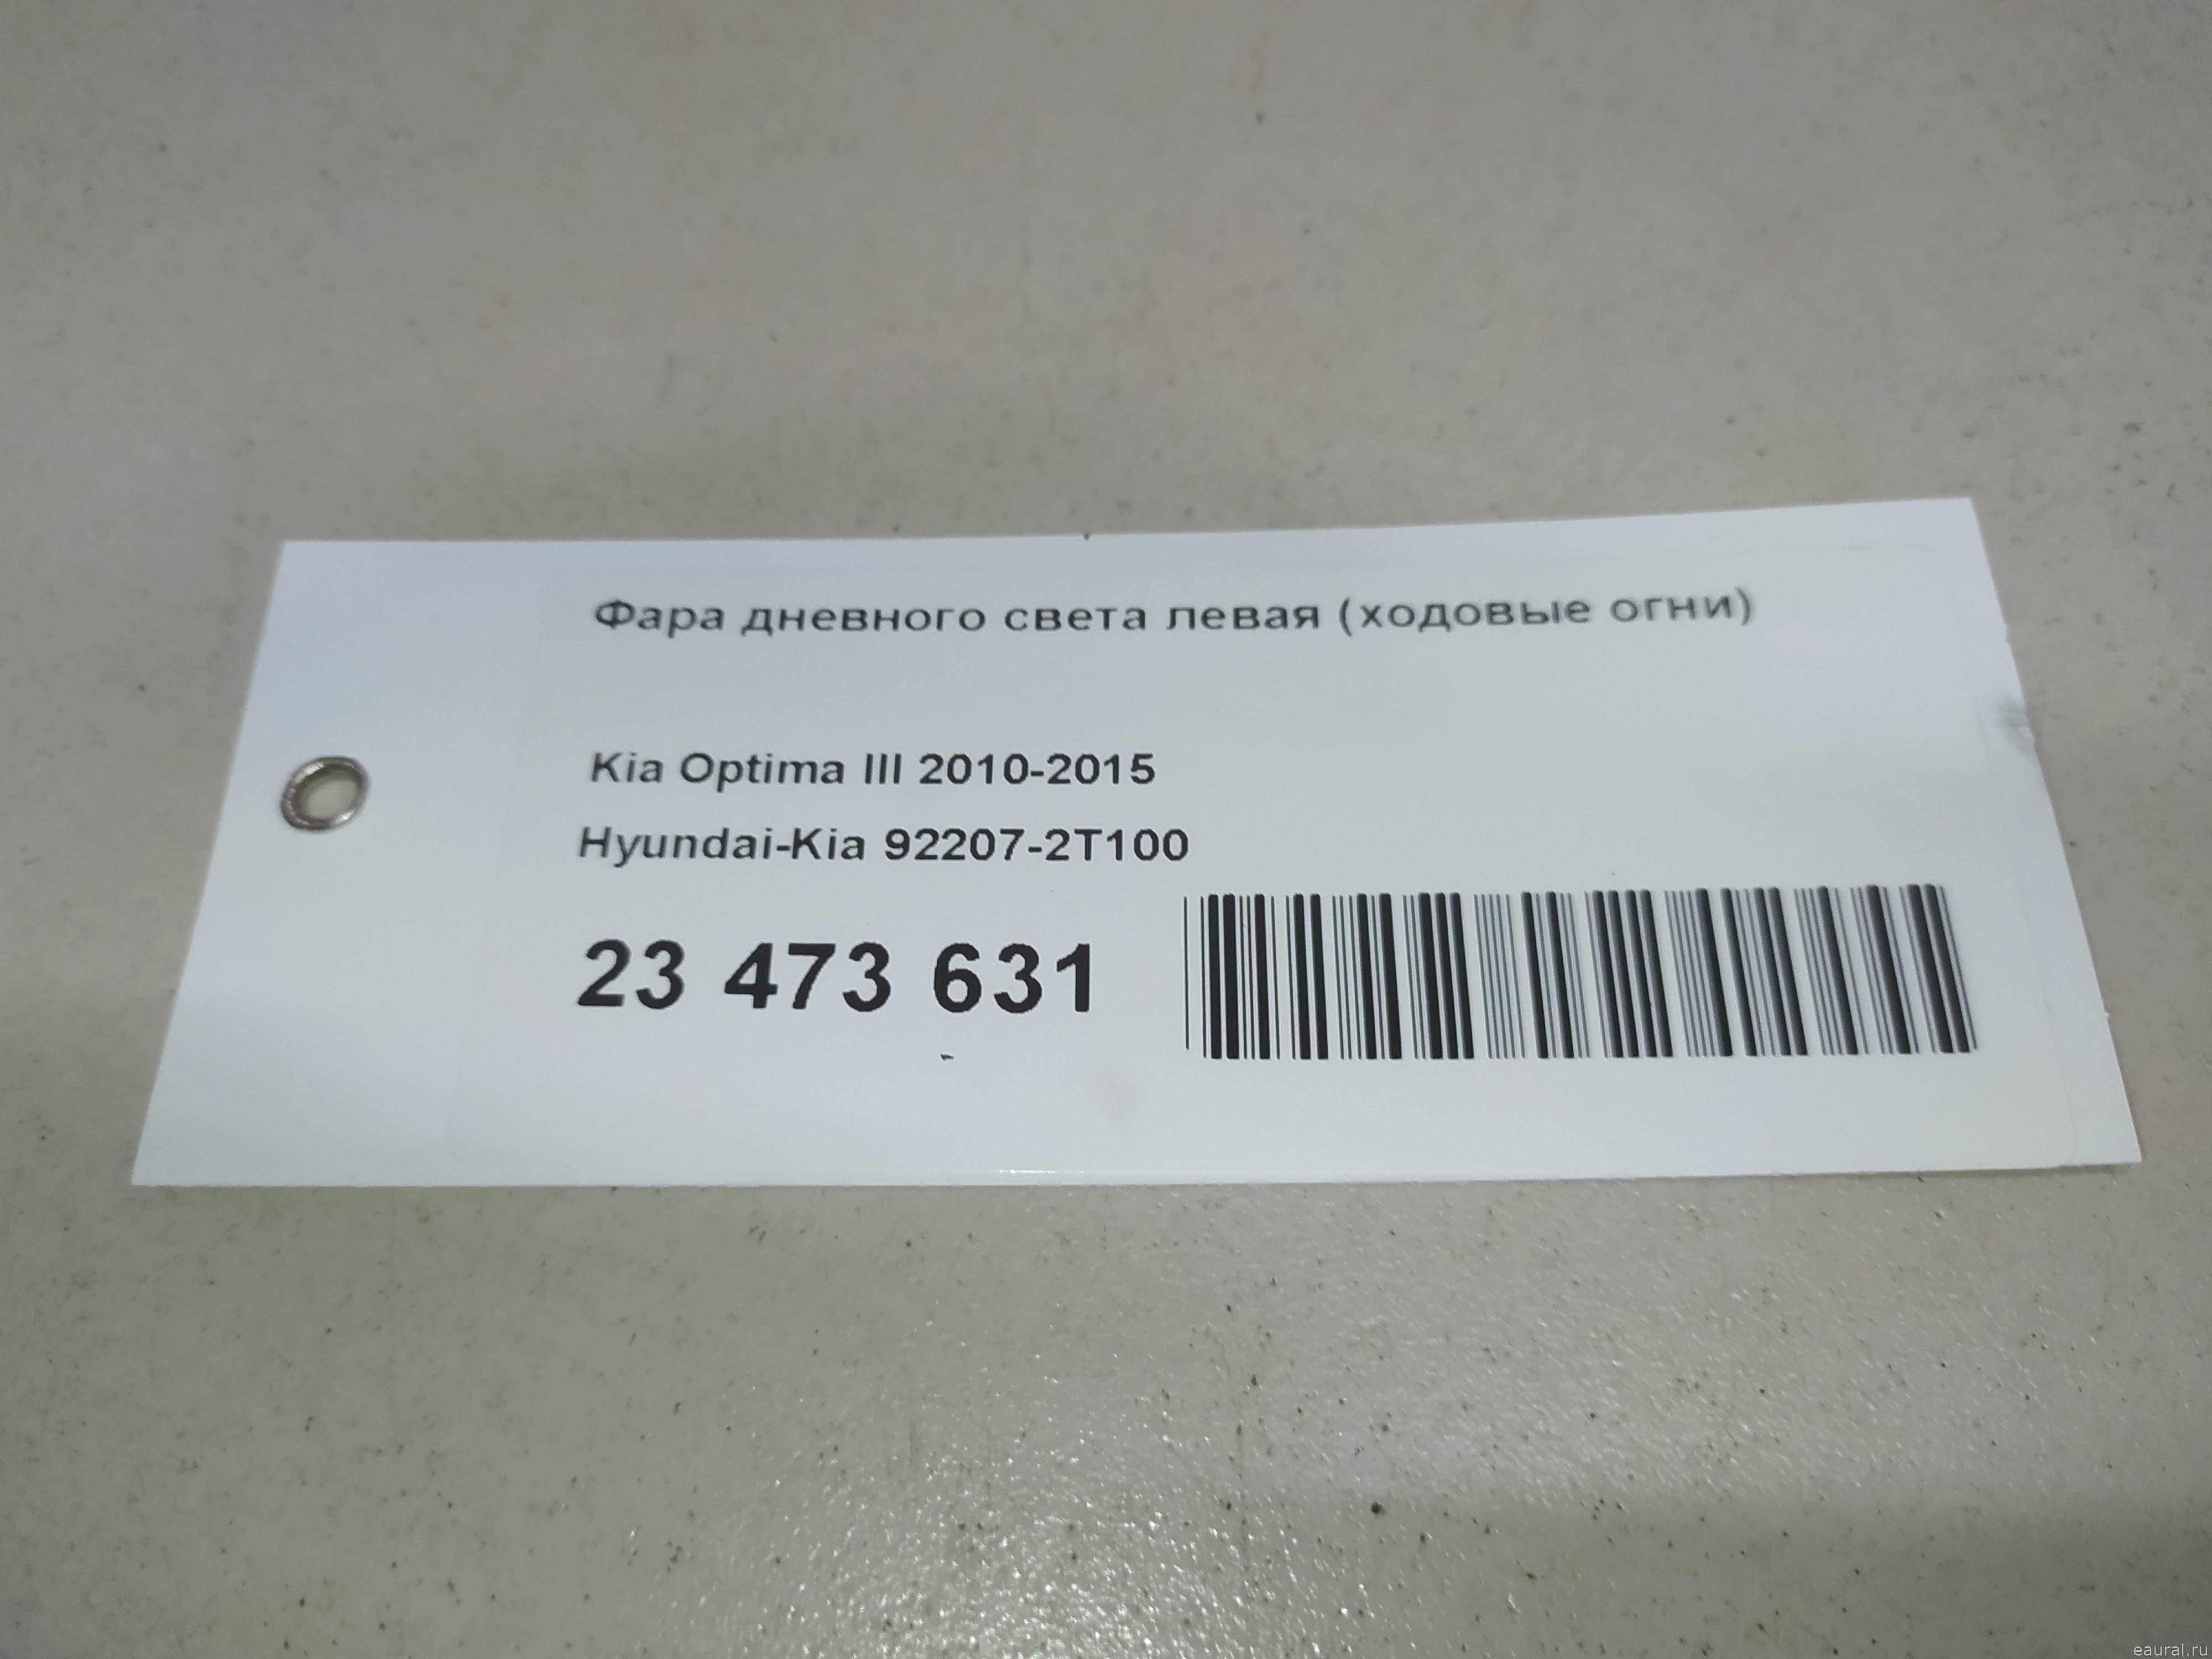 Фара дневного света левая (ходовые огни)
Kia Optima III 2010-2015
Hyundai-Kia 92207-2T100
23 473 631
eaural.ru